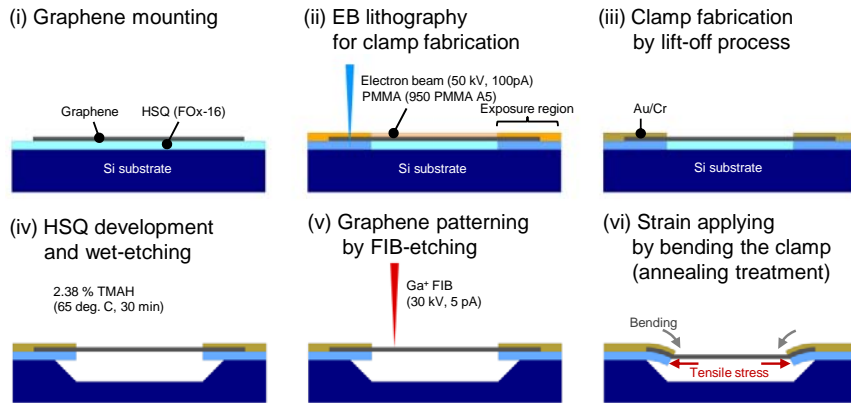 (i) Graphene mounting
Graphene
HSQ (FOx-16)
Si substrate
(ii) EB lithography
for clamp fabrication
Electron beam (50 kV, 100pA)
PMMA (950 PMMA A5)
Exposure region
Si substrate
(iii) Clamp fabrication
by lift-off process
Au/Cr
Si substrate
(iv) HSQ development
and wet-etching
2.38 % TMAH
(65 deg. C, 30 min)
(v) Graphene patterning
by FIB-etching
Ga⁺ FIB
(30 kV, 5 pA)
(vi) Strain applying
by bending the clamp
(annealing treatment)
Bending
Tensile stress